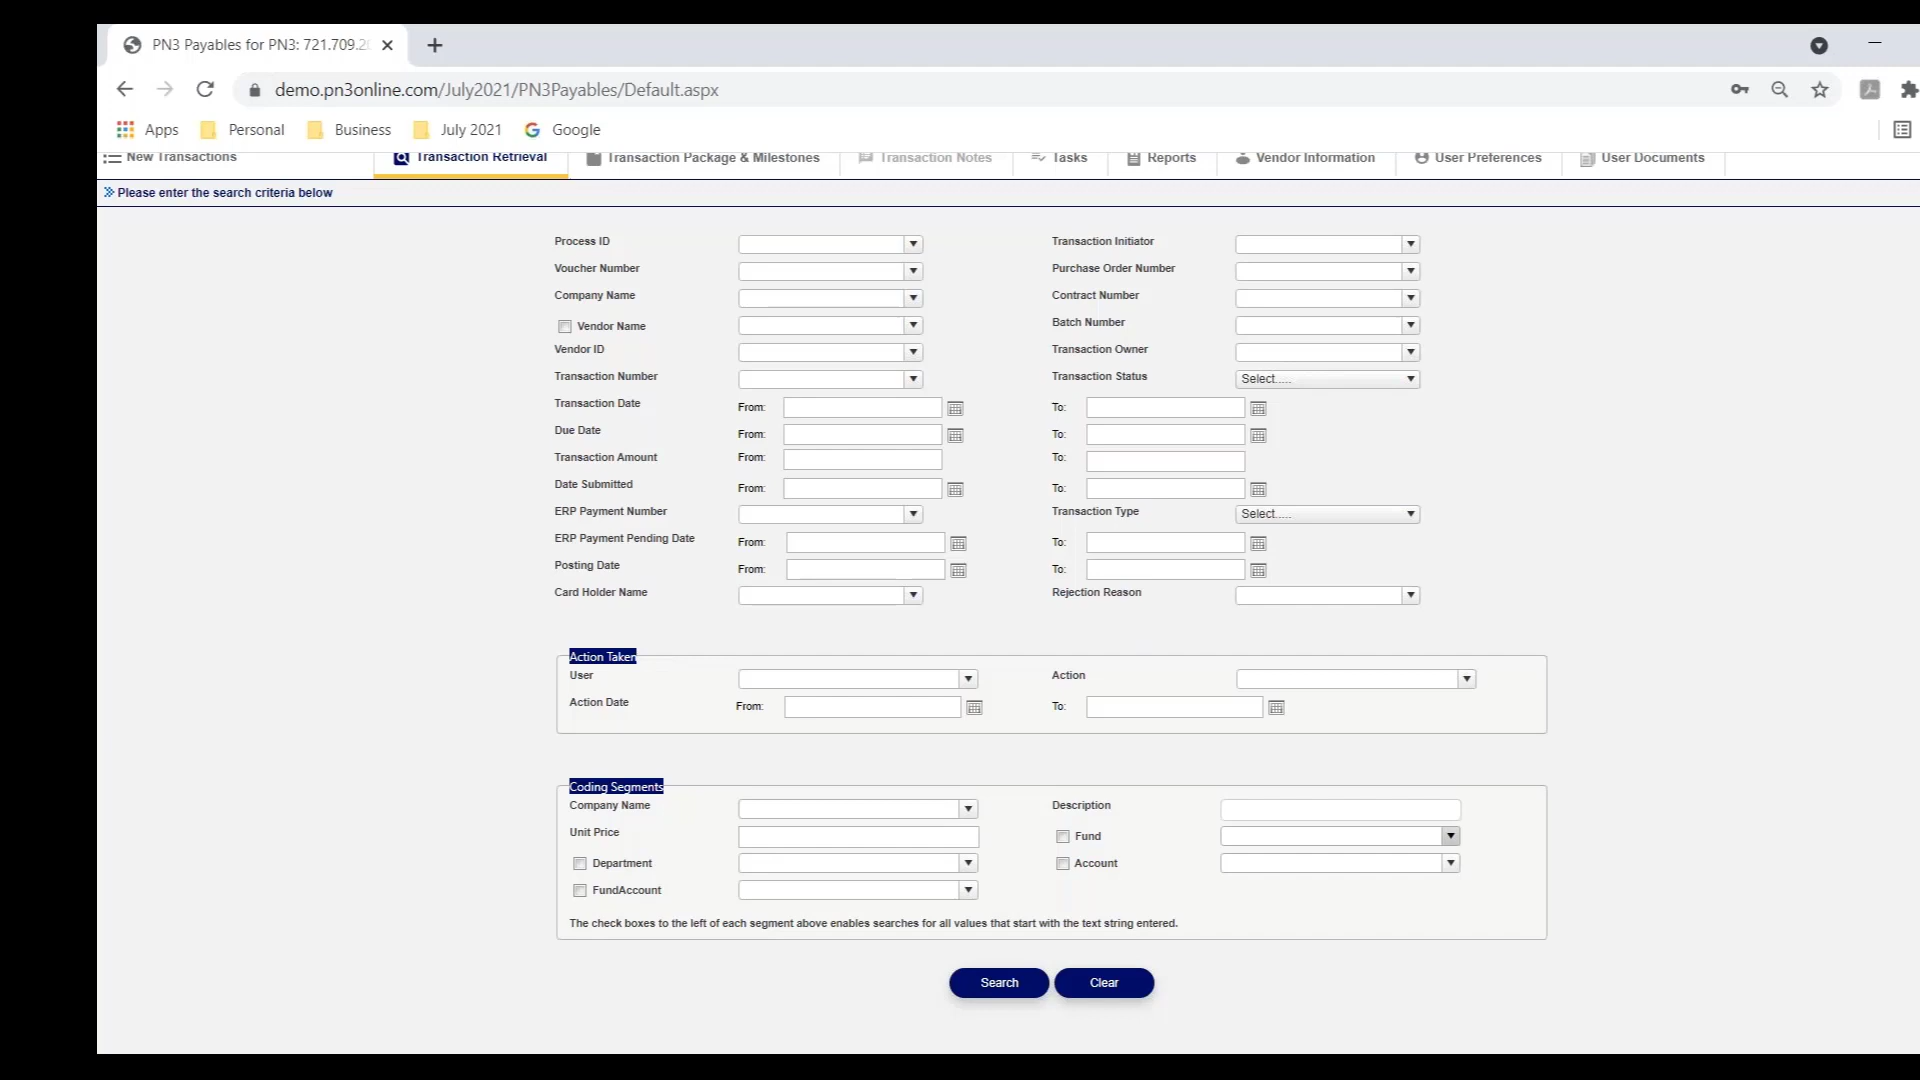 PN3 Payables for PN3: 721.709.2
demo.pn3online.com/July2021/PN3Payables/Default.aspx
Apps Personal Business July 2021 Google
New Transactions Transaction Retrieval Transaction Package & Milestones Transaction Notes Tasks Reports Vendor Information User Preferences User Documents
Please enter the search criteria below
Process ID Transaction Initiator
Voucher Number Purchase Order Number
Company Name Contract Number
Vendor Name Batch Number
Vendor ID Transaction Owner
Transaction Number Transaction Status Select.....
Transaction Date From: To:
Due Date From: To:
Transaction Amount From: To:
Date Submitted From: To:
ERP Payment Number Transaction Type Select.....
ERP Payment Pending Date From: To:
Posting Date From: To:
Card Holder Name Rejection Reason
Action Taken
User Action
Action Date From: To:
Coding Segments
Company Name Description
Unit Price Fund
Department Account
FundAccount
The check boxes to the left of each segment above enables searches for all values that start with the text string entered.
Search Clear